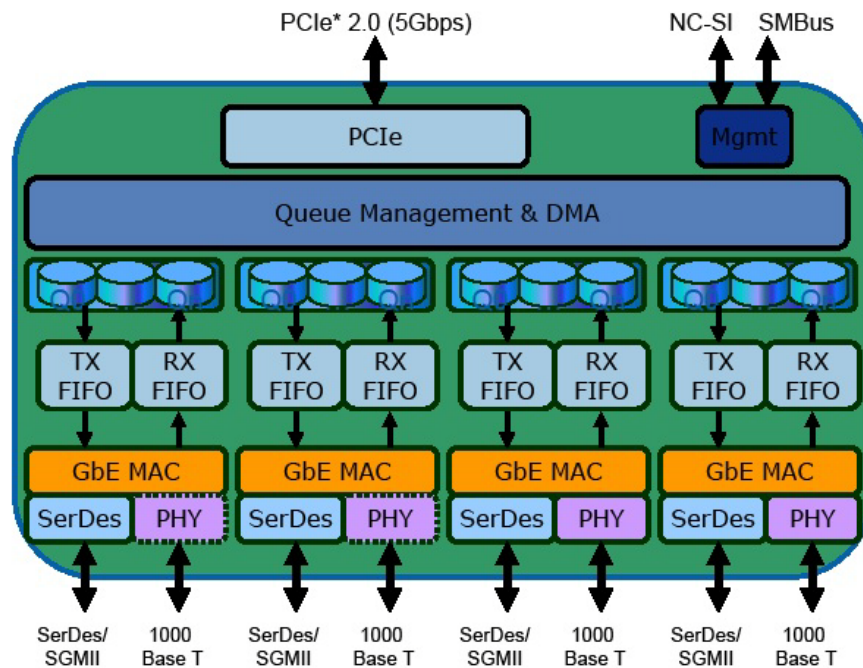 PCIe* 2.0 (5Gbps)
NC-SI
SMBus
PCIe
Mgmt
Queue Management & DMA
TX
FIFO
RX
FIFO
TX
FIFO
RX
FIFO
TX
FIFO
RX
FIFO
TX
FIFO
RX
FIFO
GbE MAC
GbE MAC
GbE MAC
GbE MAC
SerDes
PHY
SerDes
PHY
SerDes
PHY
SerDes
PHY
SerDes/
SGMII
1000
Base T
SerDes/
SGMII
1000
Base T
SerDes/
SGMII
1000
Base T
SerDes/
SGMII
1000
Base T